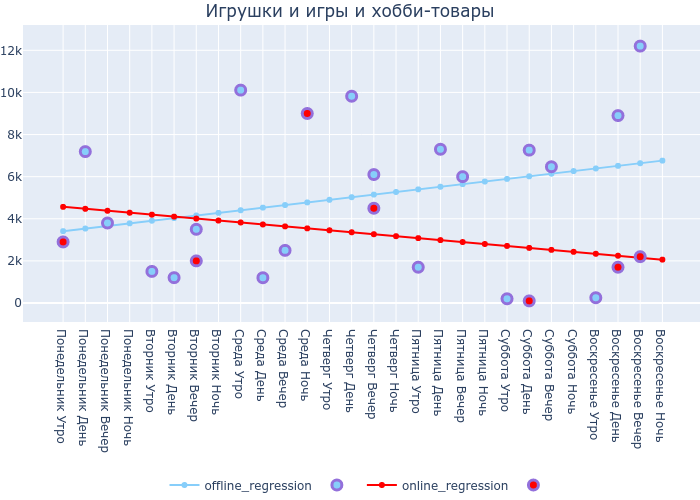 Игрушки и игры и хобби-товары
12k
10k
8k
6k
4k
2k
0
Понедельник Утро
Понедельник День
Понедельник Вечер
Понедельник Ночь
Вторник Утро
Вторник День
Вторник Вечер
Вторник Ночь
Среда Утро
Среда День
Среда Вечер
Среда Ночь
Четверг Утро
Четверг День
Четверг Вечер
Четверг Ночь
Пятница Утро
Пятница День
Пятница Вечер
Пятница Ночь
Суббота Утро
Суббота День
Суббота Вечер
Суббота Ночь
Воскресенье Утро
Воскресенье День
Воскресенье Вечер
Воскресенье Ночь
offline_regression
online_regression